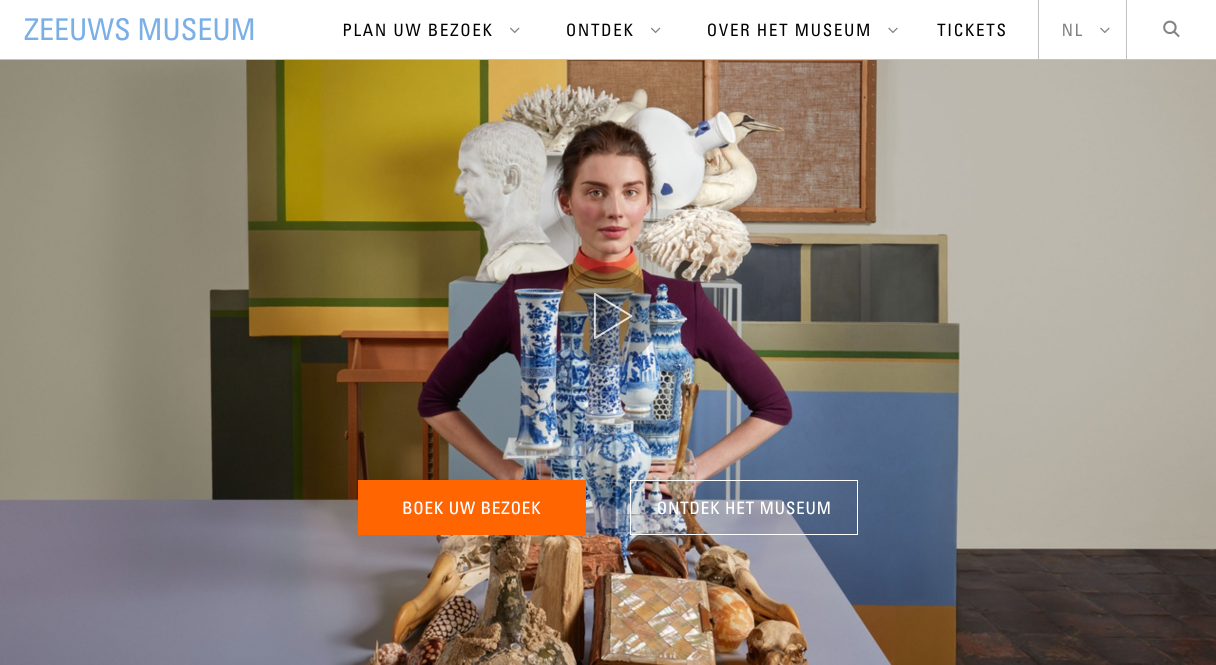 ZEEUWS MUSEUM
PLAN UW BEZOEK
ONTDEK
OVER HET MUSEUM
TICKETS
NL
BOEK UW BEZOEK
ONTDEK HET MUSEUM